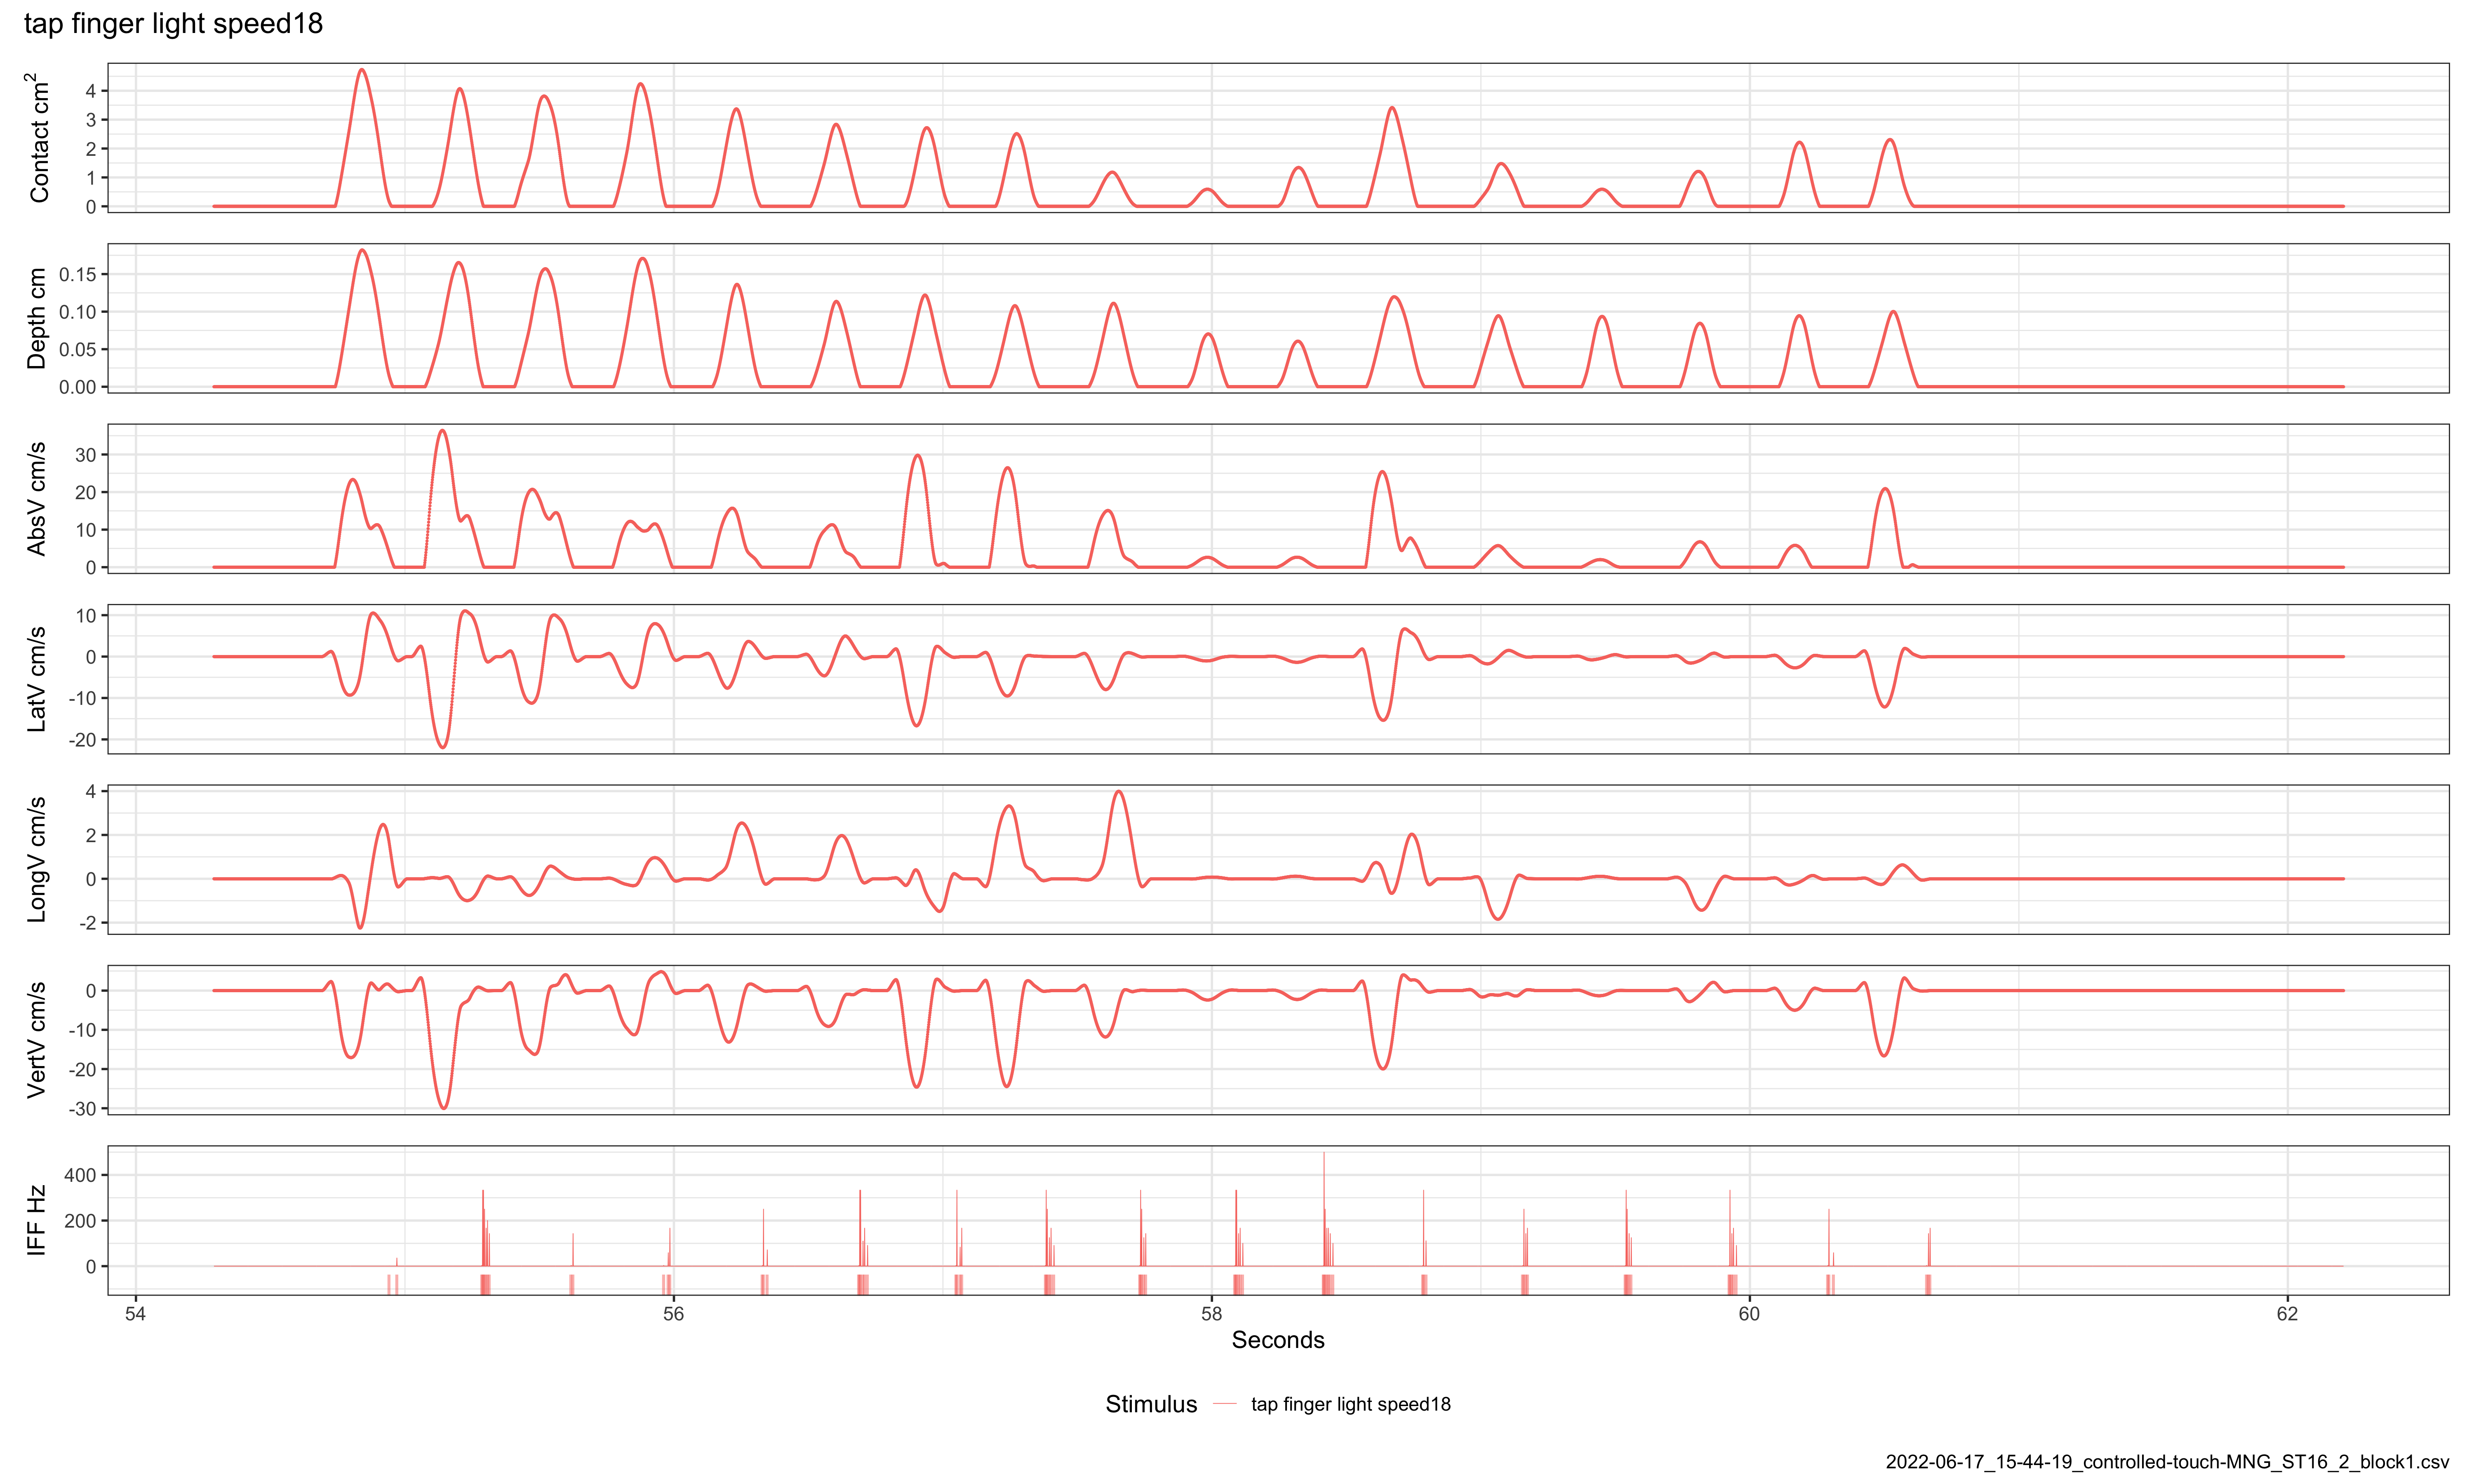 tap finger light speed18
Contact cm²
4
3
2
1
0
Depth cm
0.15
0.10
0.05
0.00
AbsV cm/s
30
20
10
0
LatV cm/s
10
0
-10
-20
LongV cm/s
4
2
0
-2
VertV cm/s
0
-10
-20
-30
IFF Hz
400
200
0
54 56 58 60 62
Seconds
Stimulus tap finger light speed18
2022-06-17_15-44-19_controlled-touch-MNG_ST16_2_block1.csv